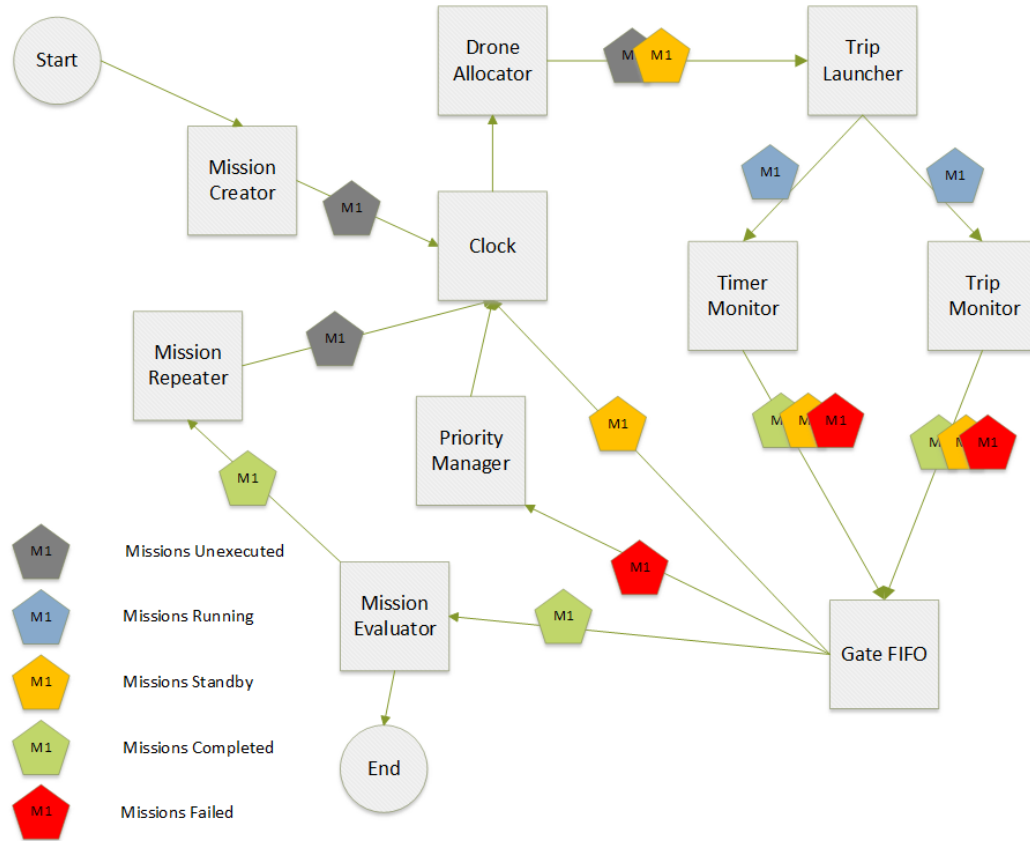 Start
Drone
Allocator
M
M1
Trip
Launcher
Mission
Creator
M1
M1
M1
Clock
Timer
Monitor
Trip
Monitor
Mission
Repeater
M1
Priority
Manager
M1
M
M
M1
M
M
M1
M1
M1
Missions Unexecuted
M1
M1
Missions Running
Mission
Evaluator
M1
Gate FIFO
M1
Missions Standby
M1
Missions Completed
End
M1
Missions Failed